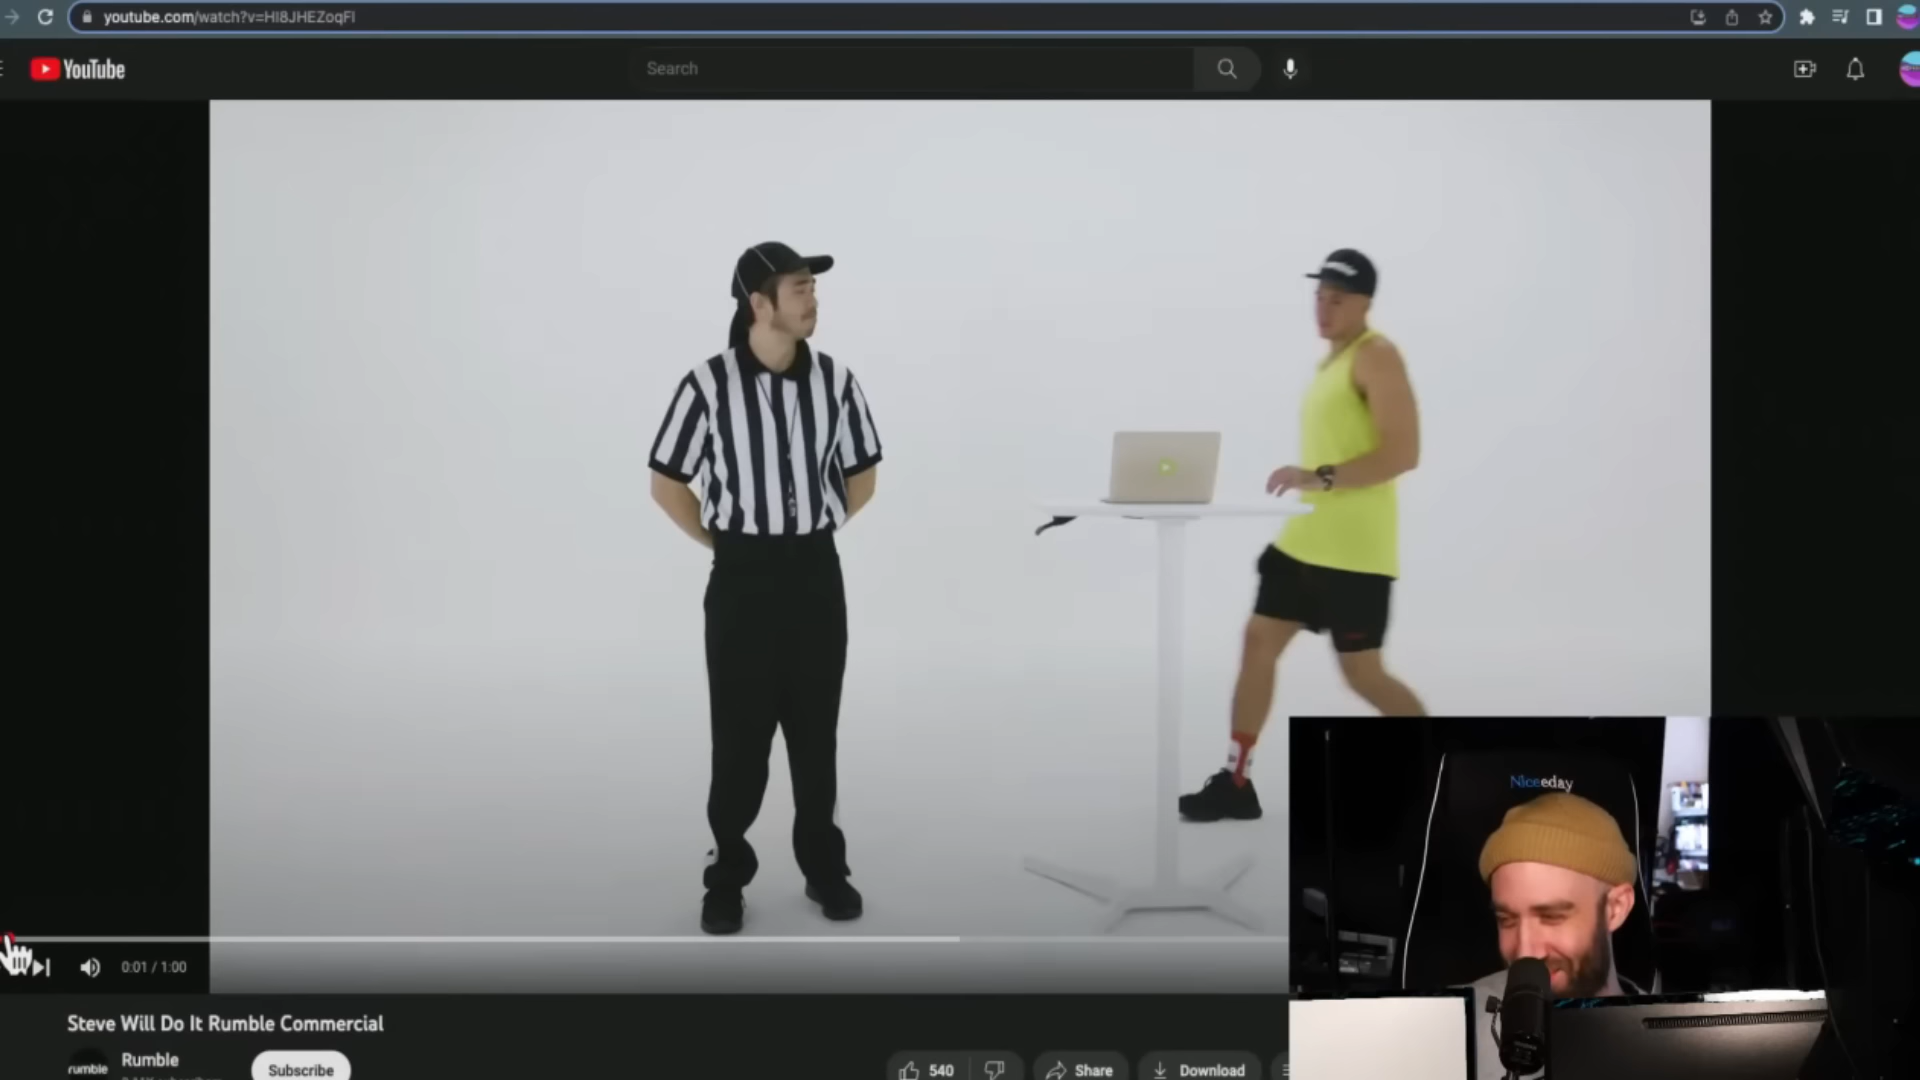 youtube.com/watch?v=HI8JHEZoqFI
YouTube
Search
Niceeday
0:01 / 1:00
Steve Will Do It Rumble Commercial
rumble
Rumble
Subscribe
540
Share
Download